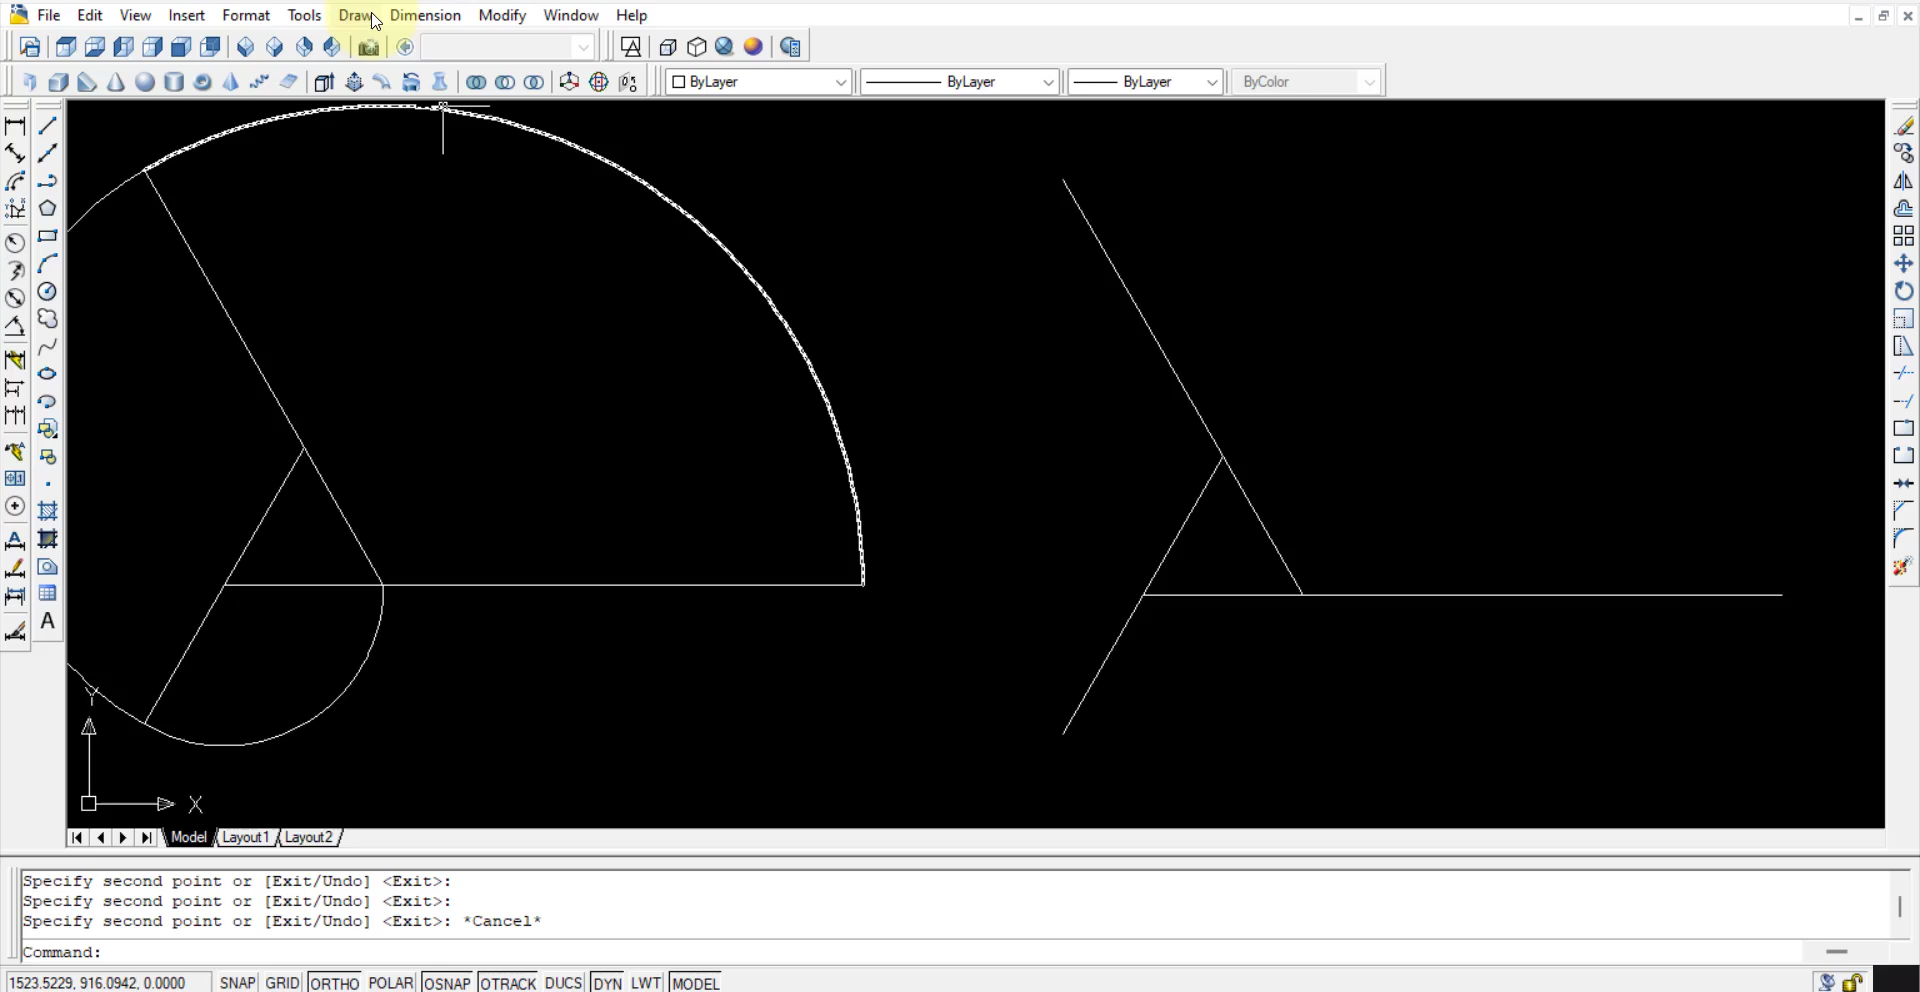 File Edit View Insert Format Tools Draw Dimension Modify Window Help
ByLayer ByLayer ByLayer ByColor
A
Y
X
Model Layout1 Layout2
Specify second point or [Exit/Undo] <Exit>:
Specify second point or [Exit/Undo] <Exit>:
Specify second point or [Exit/Undo] <Exit>: *Cancel*
Command:
1523.5229, 916.0942, 0.0000 SNAP GRID ORTHO POLAR OSNAP OTRACK DUCS DYN LWT MODEL